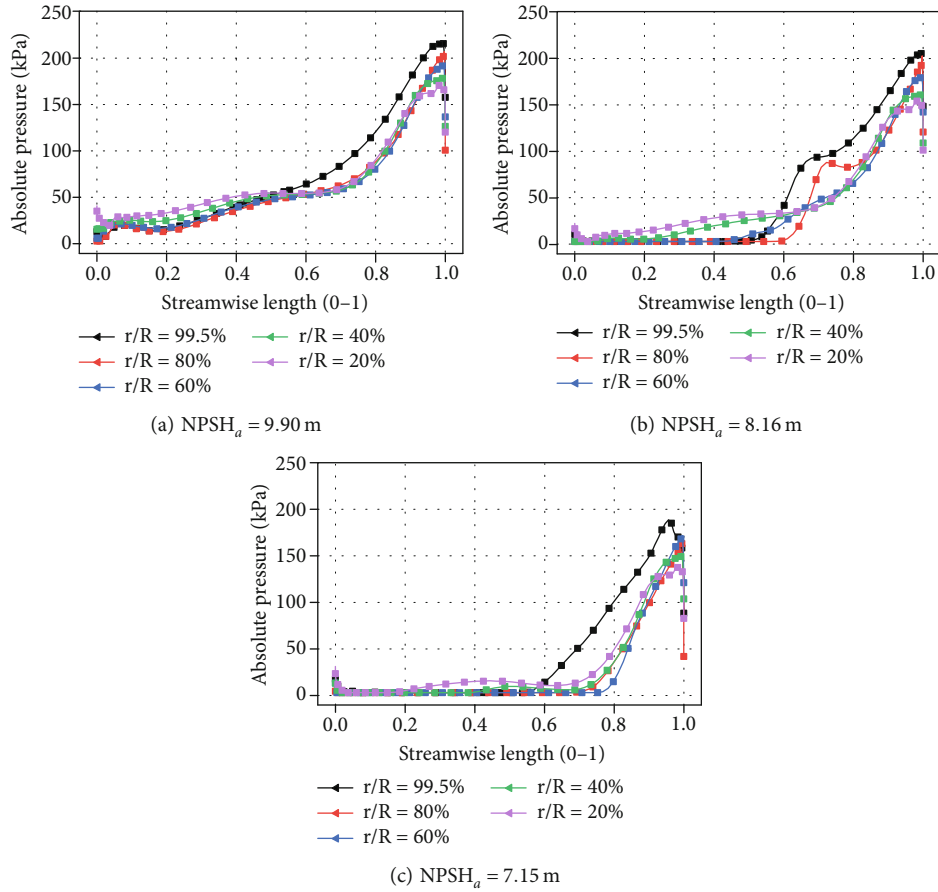 250
200
150
100
50
0
Absolute pressure (kPa)
0.0 0.2 0.4 0.6 0.8 1.0
Streamwise length (0–1)
r/R = 99.5% r/R = 40%
r/R = 80% r/R = 20%
r/R = 60%
(a) NPSHa = 9.90 m
250
200
150
100
50
0
Absolute pressure (kPa)
0.0 0.2 0.4 0.6 0.8 1.0
Streamwise length (0–1)
r/R = 99.5% r/R = 40%
r/R = 80% r/R = 20%
r/R = 60%
(b) NPSHa = 8.16 m
250
200
150
100
50
0
Absolute pressure (kPa)
0.0 0.2 0.4 0.6 0.8 1.0
Streamwise length (0–1)
r/R = 99.5% r/R = 40%
r/R = 80% r/R = 20%
r/R = 60%
(c) NPSHa = 7.15 m